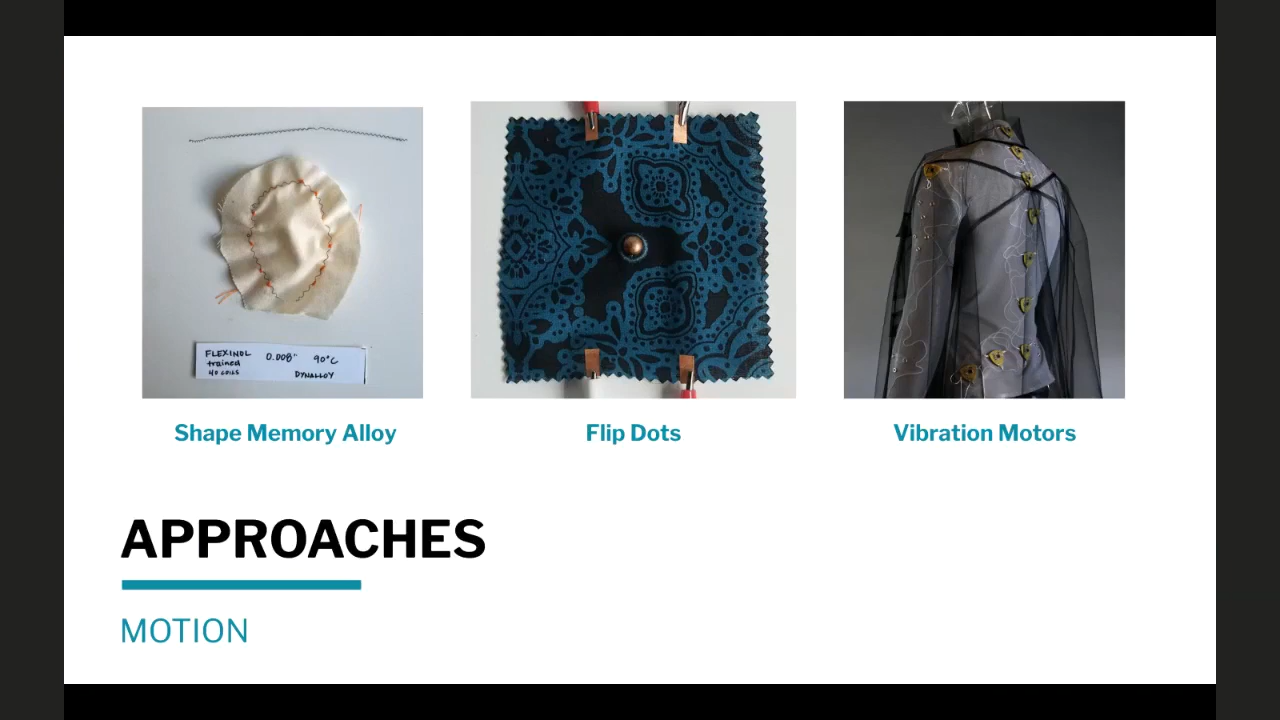 FLEXINOL 0.008" 90°C
trained
40 COILS DYNALLOY
Shape Memory Alloy
Flip Dots
Vibration Motors
APPROACHES
MOTION